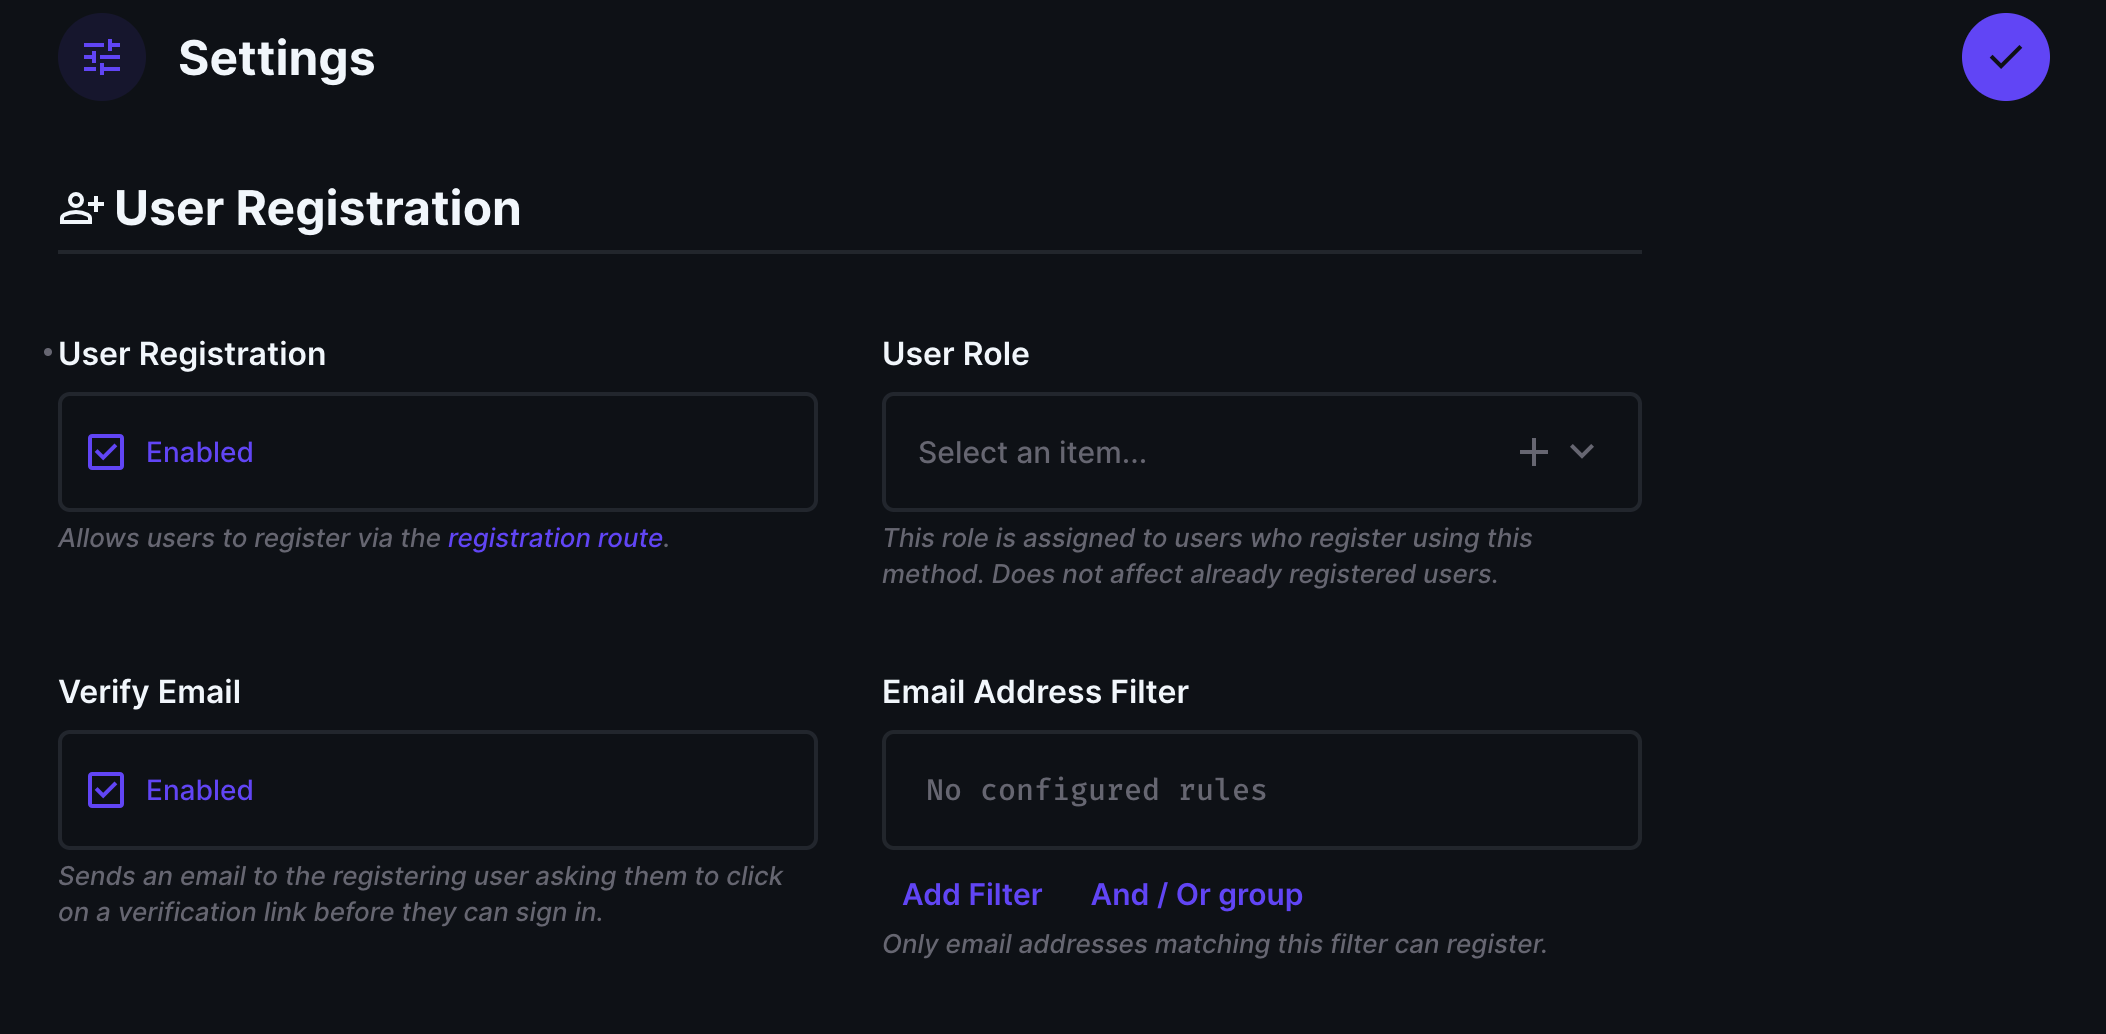 Settings
User Registration
User Registration
Enabled
Allows users to register via the registration route.
User Role
Select an item...
This role is assigned to users who register using this
method. Does not affect already registered users.
Verify Email
Enabled
Sends an email to the registering user asking them to click
on a verification link before they can sign in.
Email Address Filter
No configured rules
Add Filter And / Or group
Only email addresses matching this filter can register.